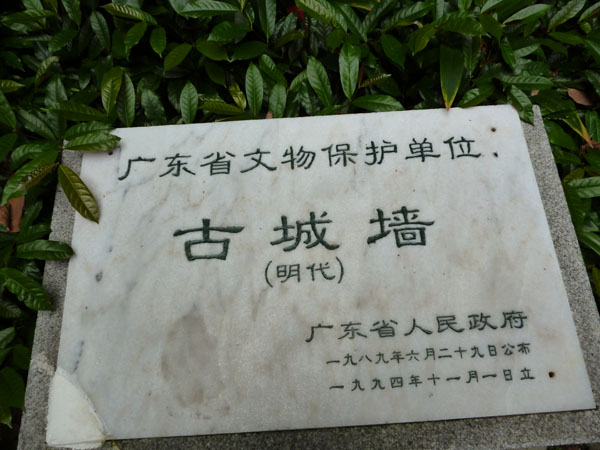 广东省文物保护单位
古城墙
(明代)
广东省人民政府
一九八九年六月二十九日公布
一九九四年十一月一日立